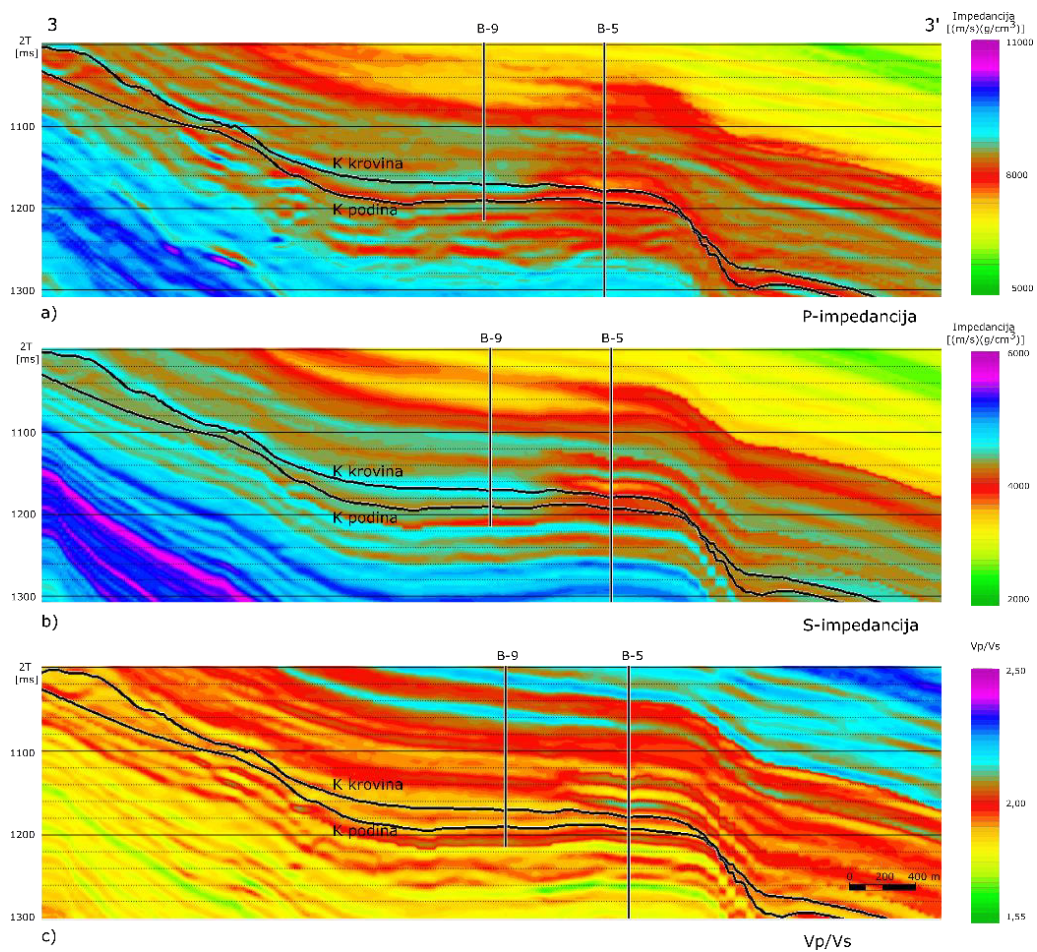 3
B-9
B-5
3'
Impedancija
[(m/s)(g/cm³)]
2T
[ms]
11000
1100
K krovina
8000
1200
K podina
1300
5000
a)
P-impedancija
B-9
B-5
Impedancija
[(m/s)(g/cm³)]
2T
[ms]
6000
1100
K krovina
4000
1200
K podina
1300
2000
b)
S-impedancija
B-9
B-5
Vp/Vs
2T
[ms]
2,50
1100
K krovina
2,00
1200
K podina
0 200 400 m
1300
1,55
c)
Vp/Vs